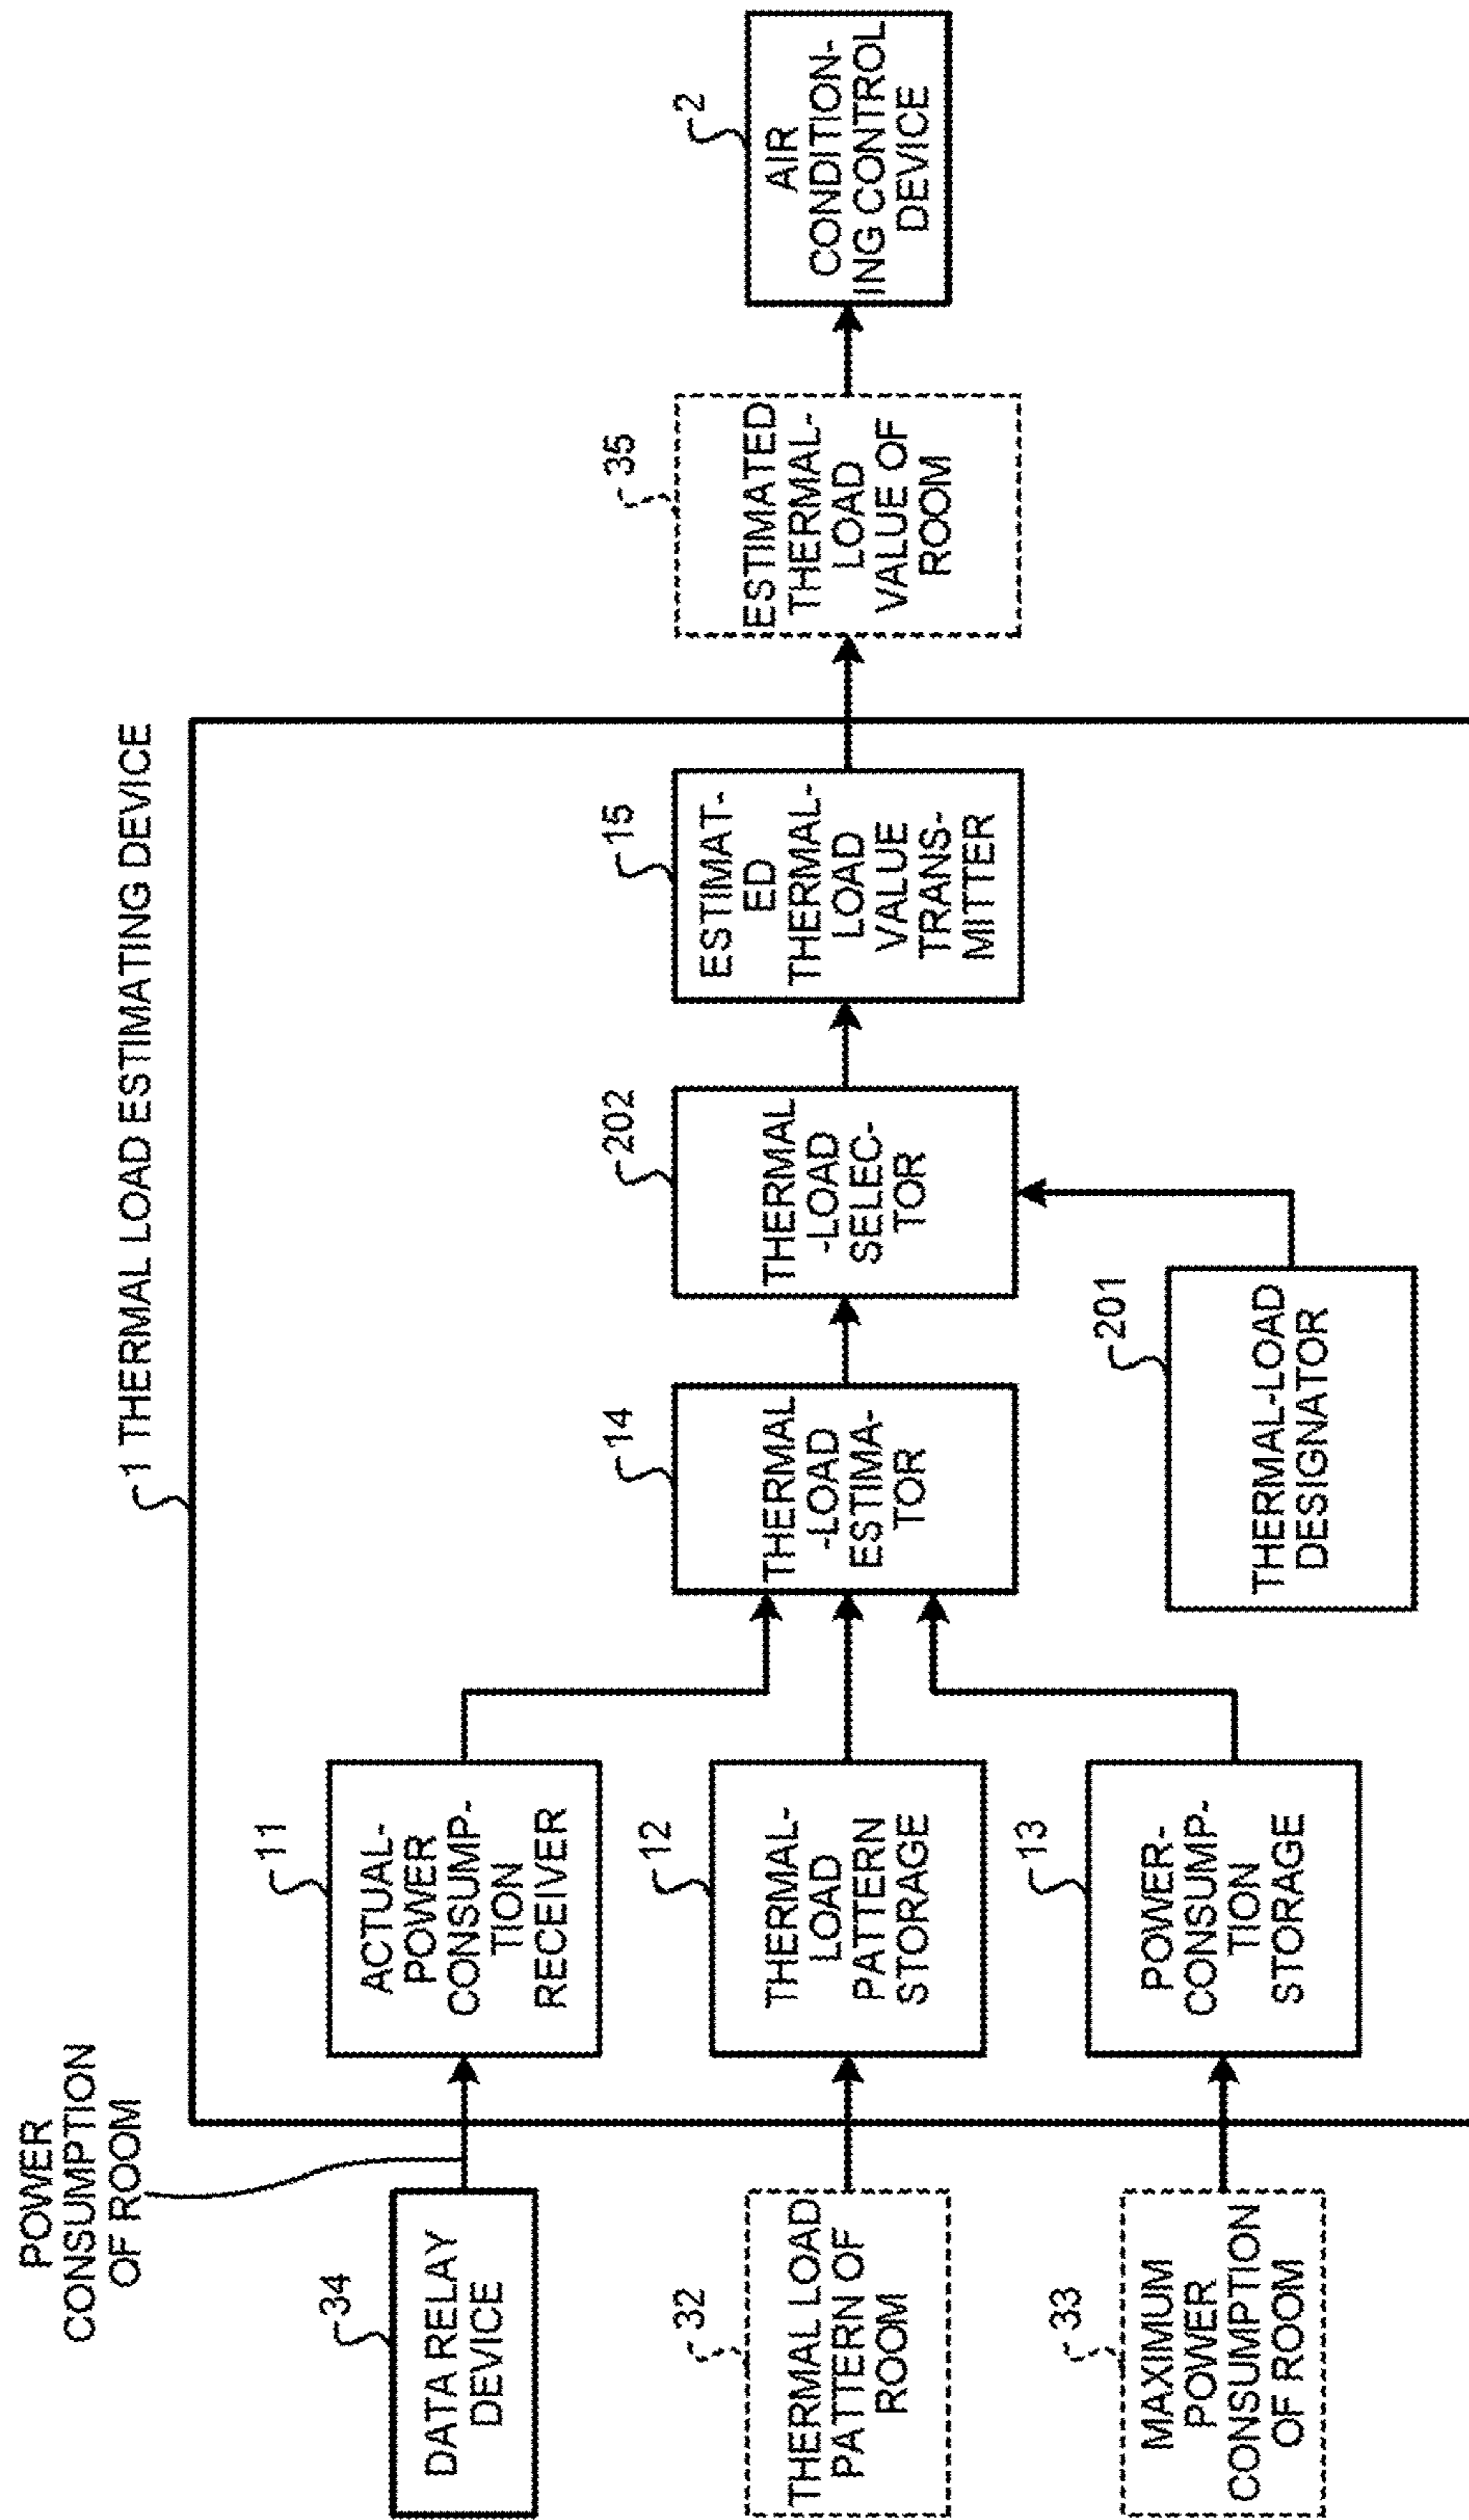 1 THERMAL LOAD ESTIMATING DEVICE
POWER
CONSUMPTION
OF ROOM
34
DATA RELAY
DEVICE
32
THERMAL LOAD
PATTERN OF
ROOM
33
MAXIMUM
POWER
CONSUMPTION
OF ROOM
11
ACTUAL-
POWER
CONSUMP-
TION
RECEIVER
12
THERMAL-
LOAD
PATTERN
STORAGE
13
POWER-
CONSUMP-
TION
STORAGE
14
THERMAL
-LOAD
ESTIMA-
TOR
201
THERMAL-LOAD
DESIGNATOR
202
THERMAL
-LOAD
SELEC-
TOR
15
ESTIMAT-
ED
THERMAL-
LOAD
VALUE
TRANS-
MITTER
35
ESTIMATED
THERMAL-
LOAD
VALUE OF
ROOM
2
AIR
CONDITION-
ING CONTROL
DEVICE